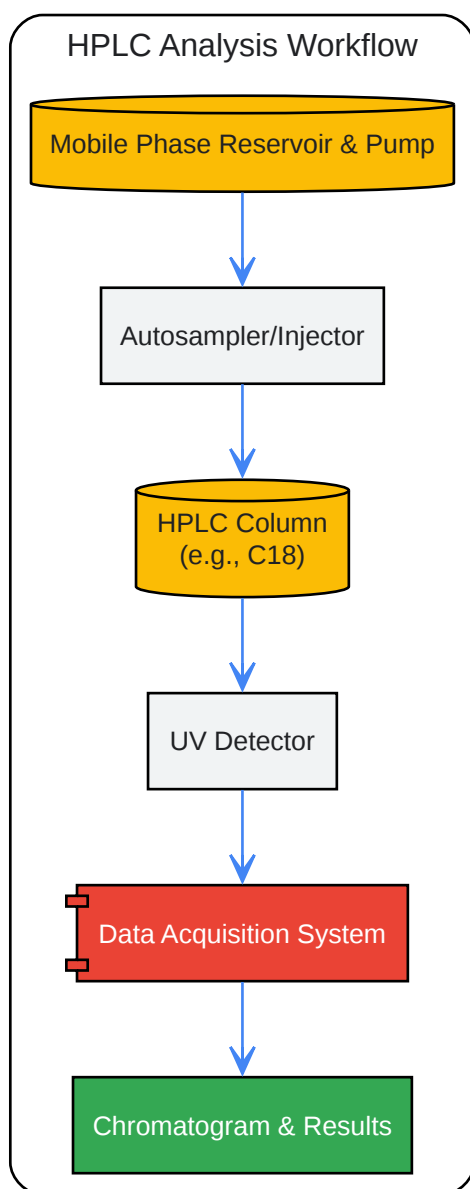 HPLC Analysis Workflow
Mobile Phase Reservoir & Pump
Autosampler/Injector
HPLC Column
(e.g., C18)
UV Detector
Data Acquisition System
Chromatogram & Results